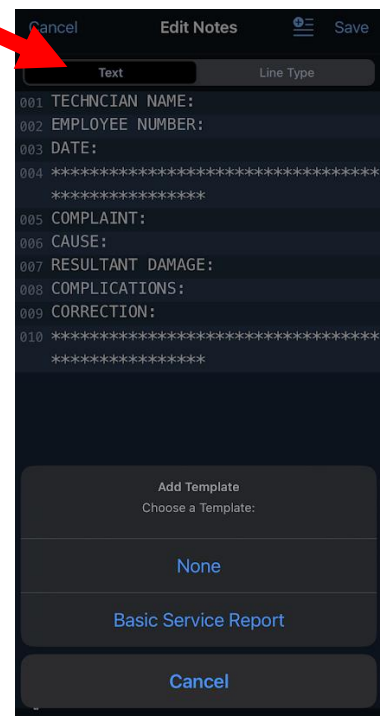 Cancel Edit Notes Save
Text Line Type
001 TECHNCIAN NAME:
002 EMPLOYEE NUMBER:
003 DATE:
004 **********************************
****************
005 COMPLAINT:
006 CAUSE:
007 RESULTANT DAMAGE:
008 COMPLICATIONS:
009 CORRECTION:
010 **********************************
****************
Add Template
Choose a Template:
None
Basic Service Report
Cancel